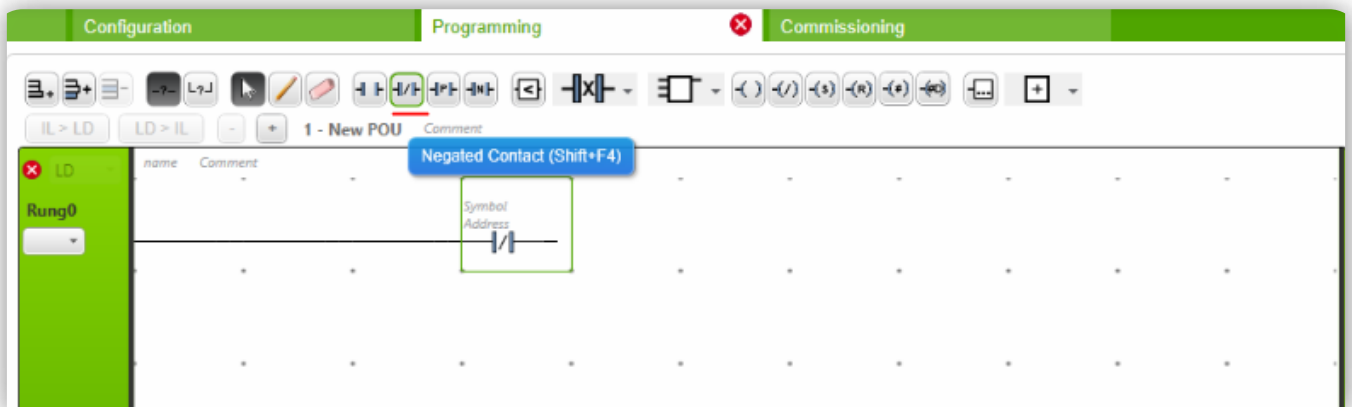 Configuration
Programming
Commissioning
IL > LD
LD > IL
1 - New POU
Comment
Negated Contact (Shift+F4)
LD
name
Comment
Rung0
Symbol
Address